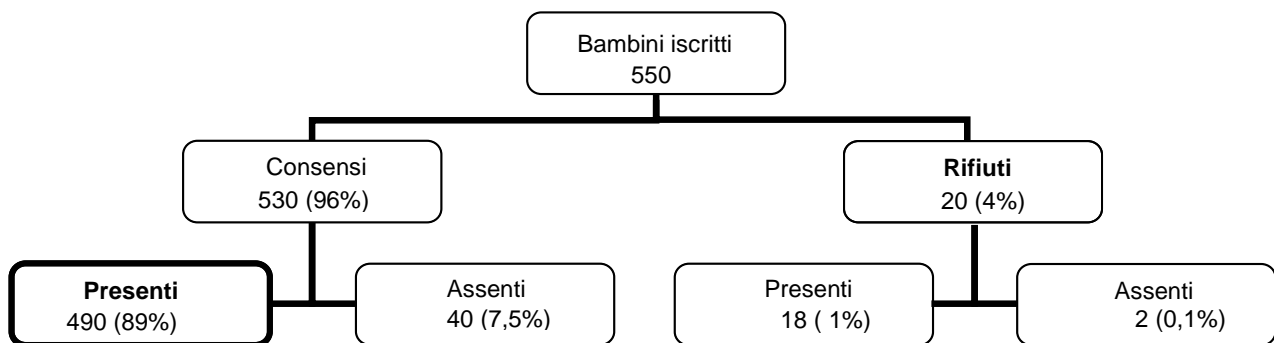 Bambini iscritti
550
Consensi
530 (96%)
Rifiuti
20 (4%)
Presenti
490 (89%)
Assenti
40 (7,5%)
Presenti
18 ( 1%)
Assenti
2 (0,1%)